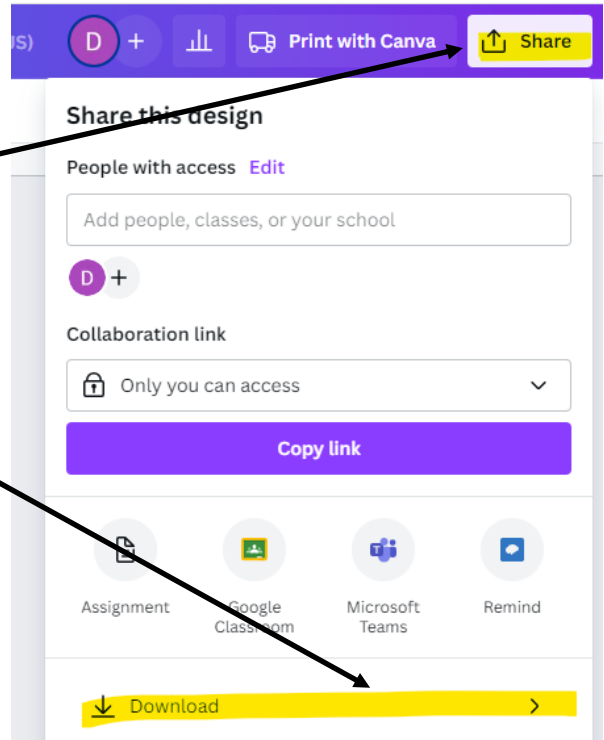 US)
D + Print with Canva Share
Share this design
People with access Edit
Add people, classes, or your school
D +
Collaboration link
Only you can access
Copy link
Assignment Google Classroom Microsoft Teams Remind
Download